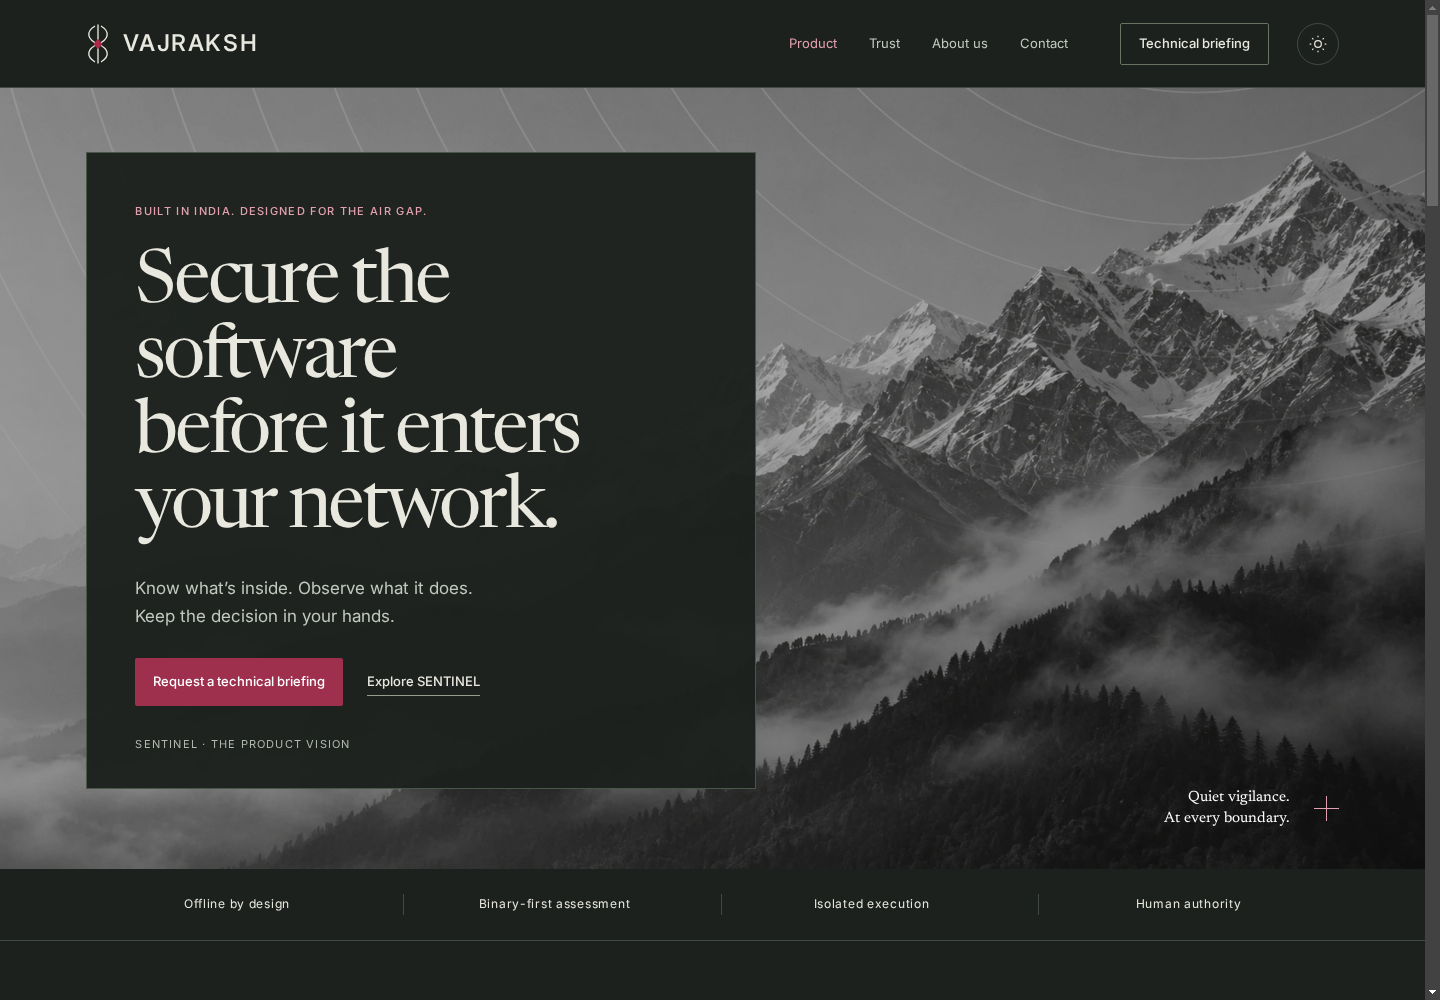 VAJRAKSH
Product
Trust
About us
Contact
Technical briefing
BUILT IN INDIA. DESIGNED FOR THE AIR GAP.
Secure the
software
before it enters
your network.
Know what’s inside. Observe what it does.
Keep the decision in your hands.
Request a technical briefing
Explore SENTINEL
SENTINEL · THE PRODUCT VISION
Quiet vigilance.
At every boundary.
Offline by design
Binary-first assessment
Isolated execution
Human authority